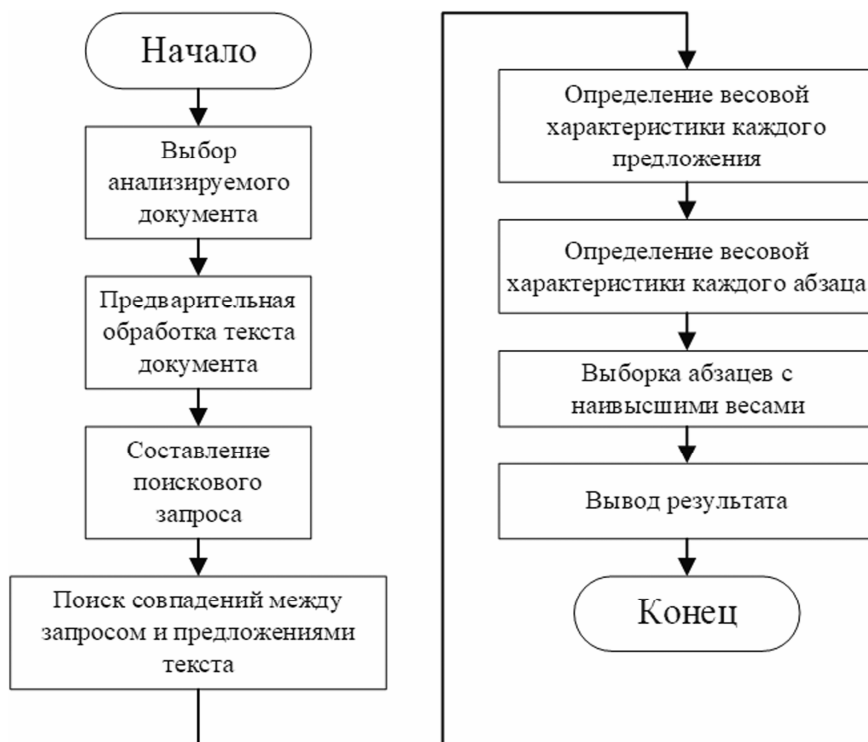 Начало
Выбор
анализируемого
документа
Предварительная
обработка текста
документа
Составление
поискового
запроса
Поиск совпадений между
запросом и предложениями
текста
Определение весовой
характеристики каждого
предложения
Определение весовой
характеристики каждого абзаца
Выборка абзацев с
наивысшими весами
Вывод результата
Конец